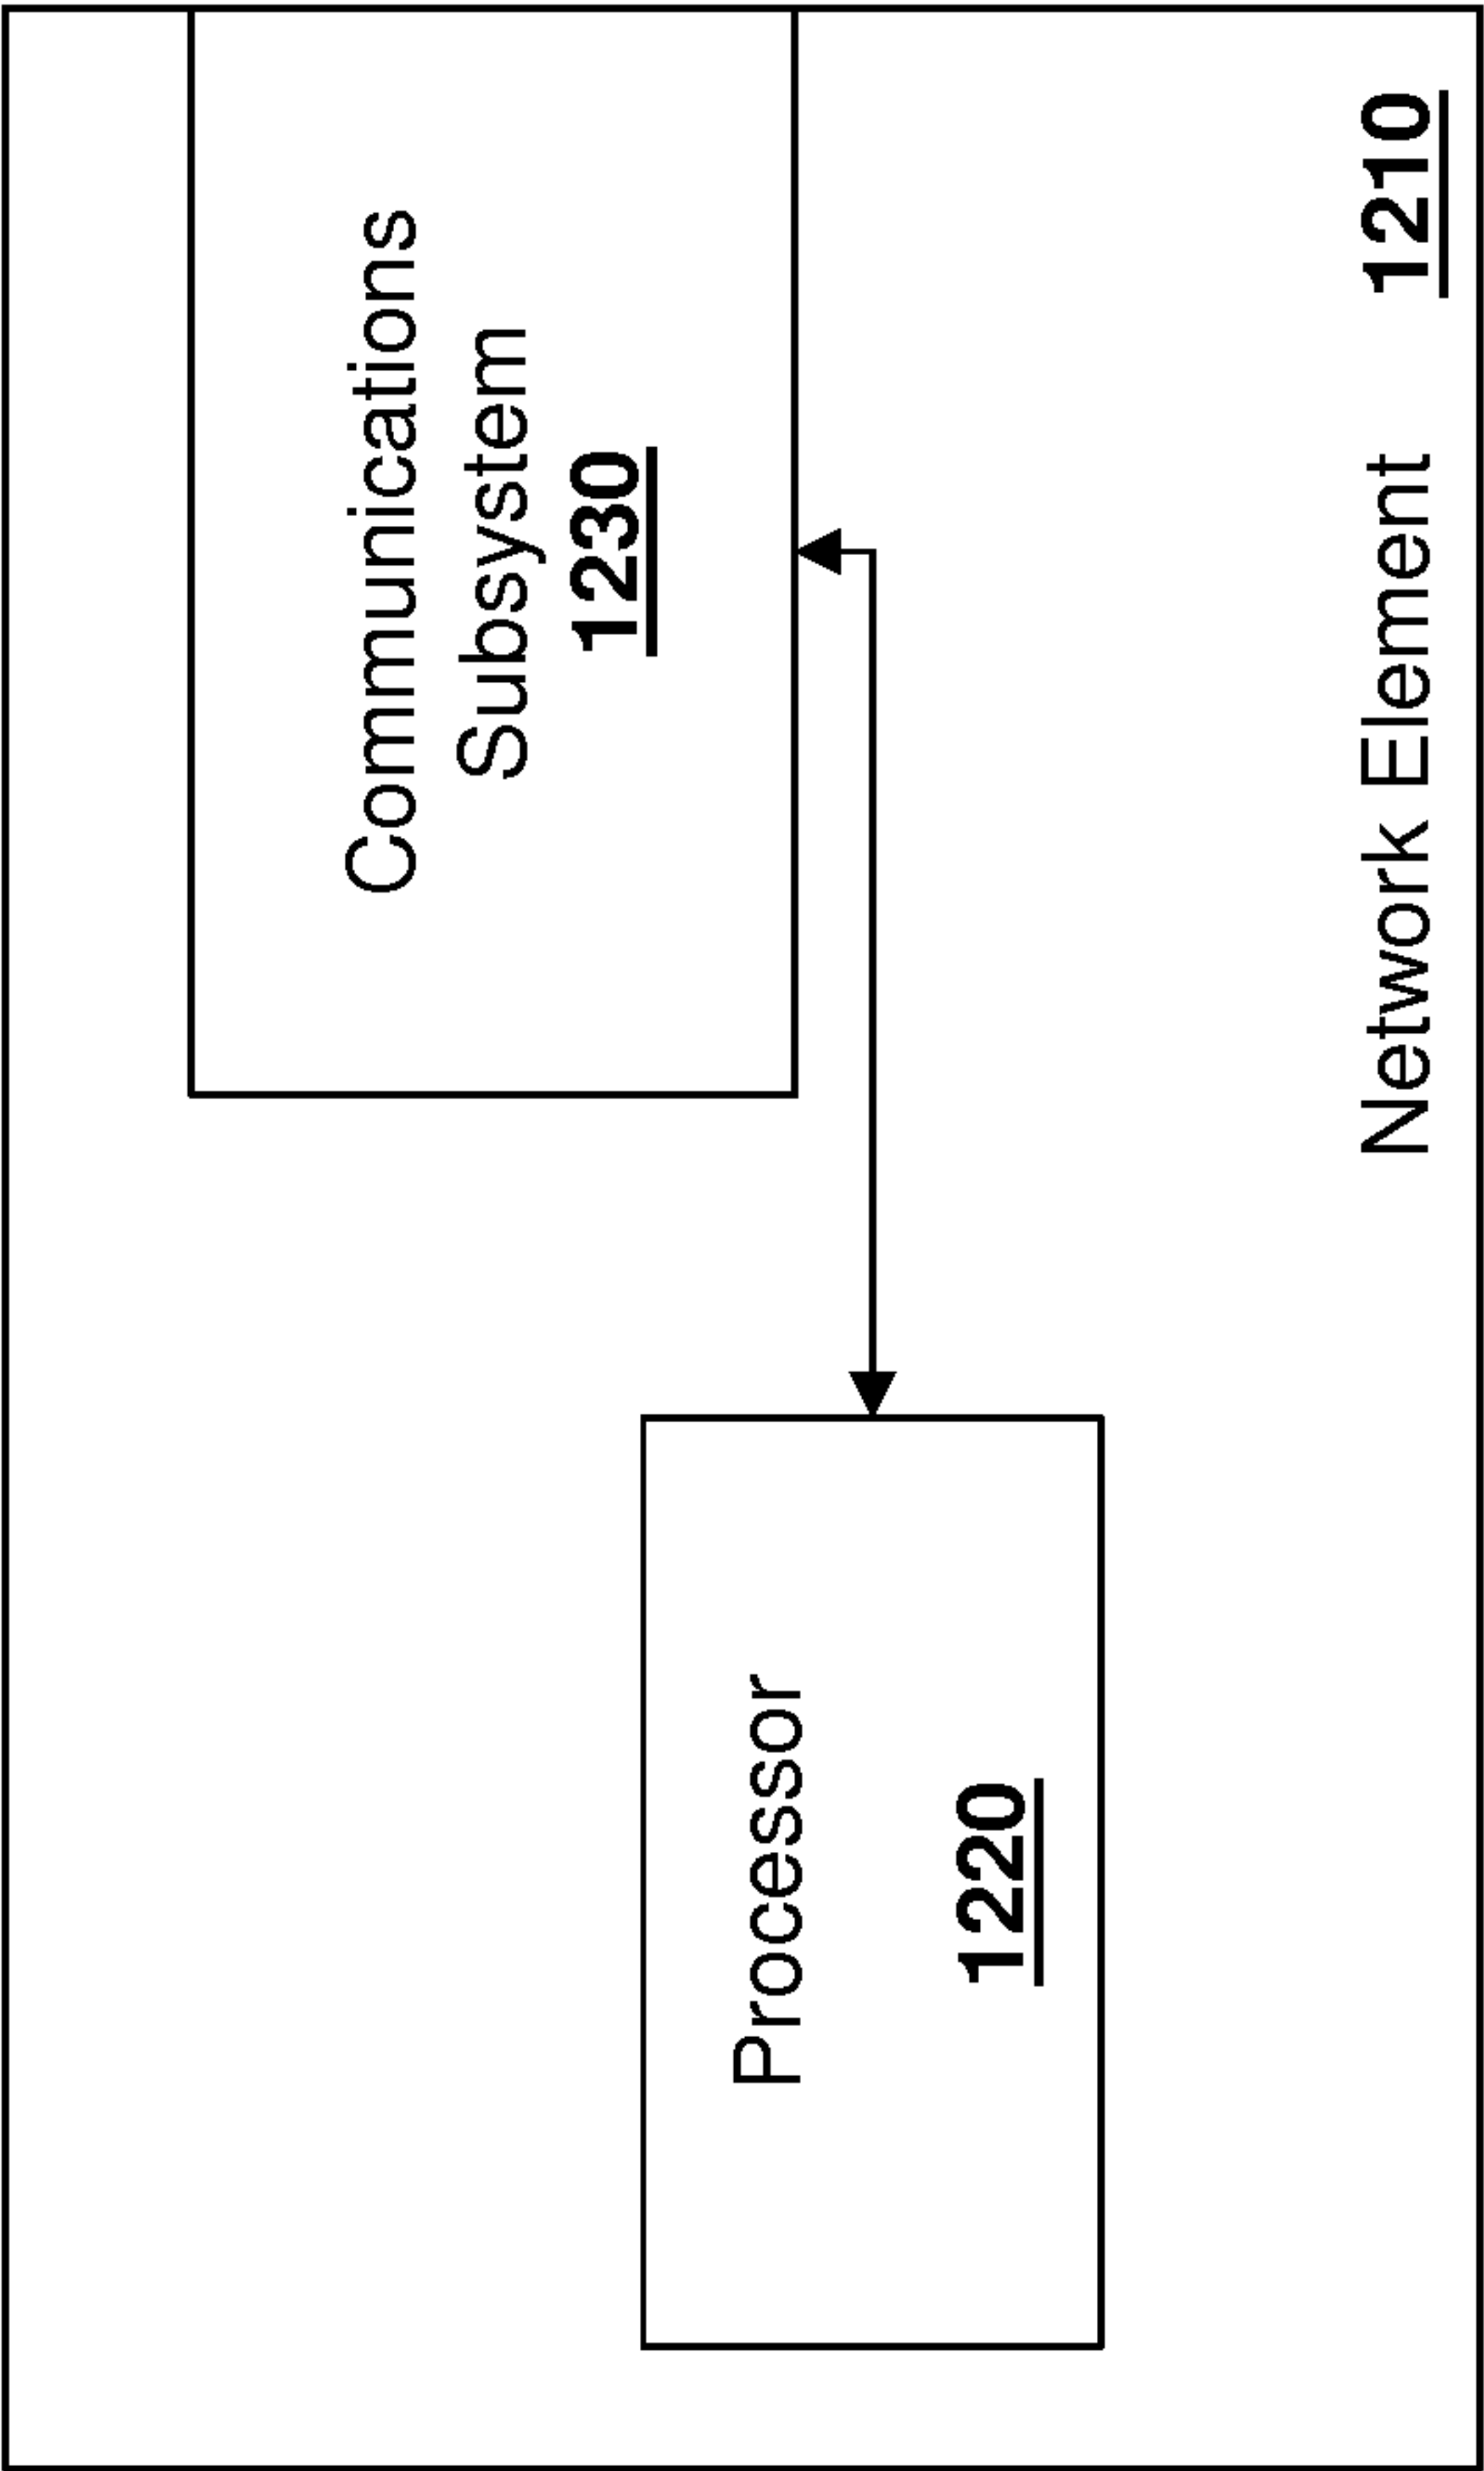 Communications
Subsystem
1230
Processor
1220
Network Element 1210